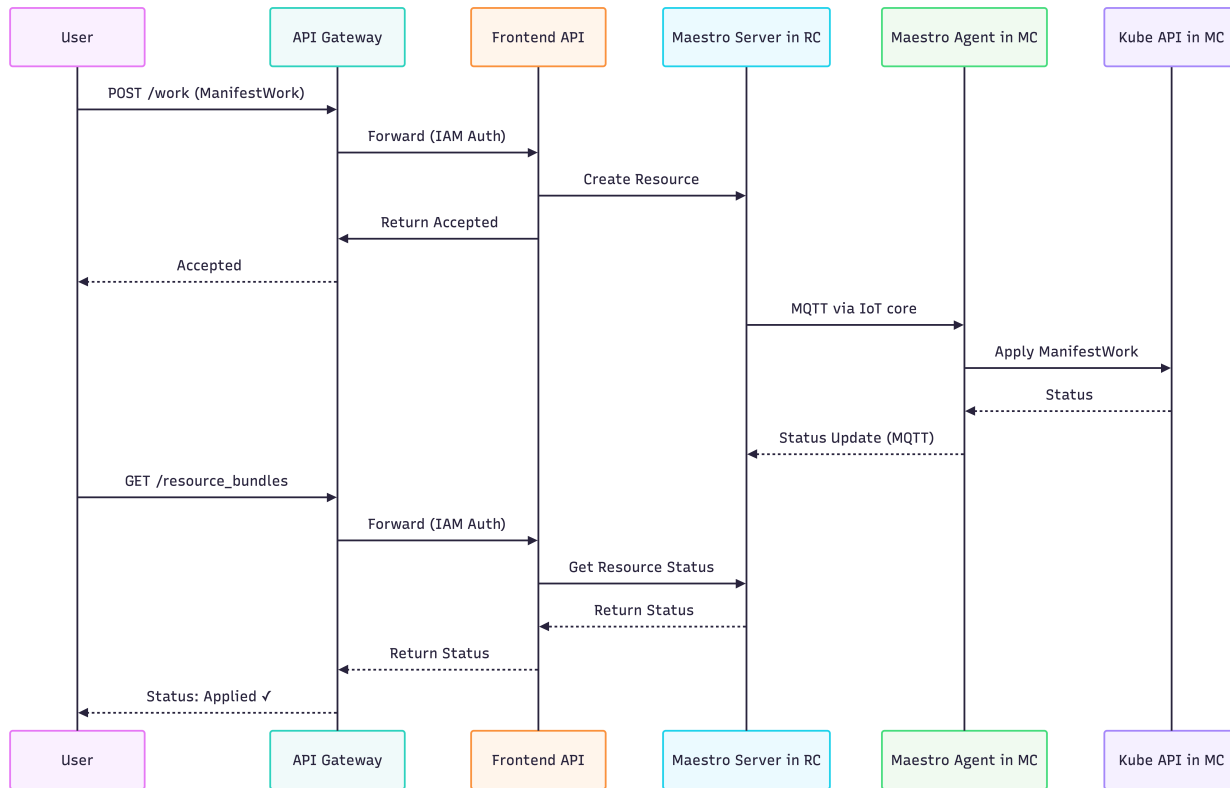 User
API Gateway
Frontend API
Maestro Server in RC
Maestro Agent in MC
Kube API in MC
POST /work (ManifestWork)
Forward (IAM Auth)
Create Resource
Return Accepted
Accepted
MQTT via IoT core
Apply ManifestWork
Status
Status Update (MQTT)
GET /resource_bundles
Forward (IAM Auth)
Get Resource Status
Return Status
Return Status
Status: Applied ✓
User
API Gateway
Frontend API
Maestro Server in RC
Maestro Agent in MC
Kube API in MC